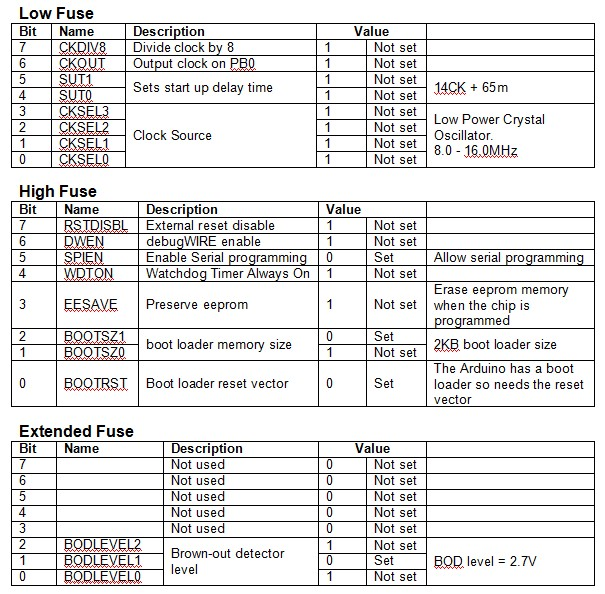 Low Fuse
Bit Name Description Value
7 CKDIV8 Divide clock by 8 1 Not set
6 CKOUT Output clock on PB0 1 Not set
5 SUT1 Sets start up delay time 1 Not set 14CK + 65m
4 SUT0 1 Not set
3 CKSEL3 Clock Source 1 Not set Low Power Crystal
2 CKSEL2 1 Not set Oscillator.
1 CKSEL1 1 Not set 8.0 - 16.0MHz
0 CKSEL0 1 Not set
High Fuse
Bit Name Description Value
7 RSTDISBL External reset disable 1 Not set
6 DWEN debugWIRE enable 1 Not set
5 SPIEN Enable Serial programming 0 Set Allow serial programming
4 WDTON Watchdog Timer Always On 1 Not set
3 EESAVE Preserve eeprom 1 Not set Erase eeprom memory
when the chip is
programmed
2 BOOTSZ1 boot loader memory size 0 Set 2KB boot loader size
1 BOOTSZ0 1 Not set
0 BOOTRST Boot loader reset vector 0 Set The Arduino has a boot
loader so needs the reset
vector
Extended Fuse
Bit Name Description Value
7 Not used 0 Not set
6 Not used 0 Not set
5 Not used 0 Not set
4 Not used 0 Not set
3 Not used 0 Not set
2 BODLEVEL2 Brown-out detector 1 Not set
1 BODLEVEL1 level 0 Set BOD level = 2.7V
0 BODLEVEL0 1 Not set